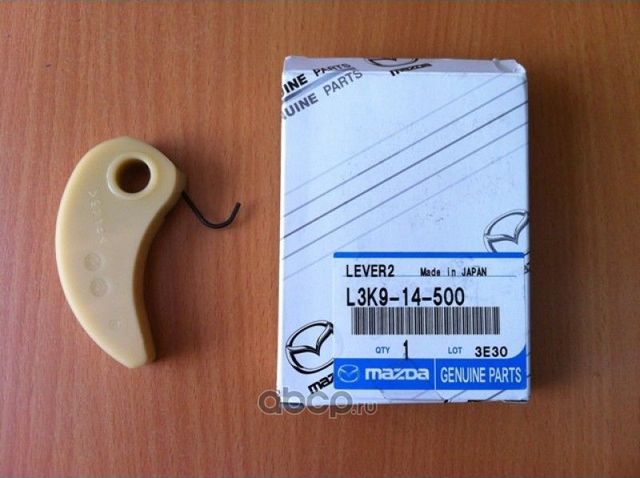 GENUINE PARTS
mazda
GENUINE PARTS
LEVER2 Made in JAPAN
L3K9-14-500
QTY 1 LOT 3E30
mazda GENUINE PARTS
abcp.ru
>PA46<